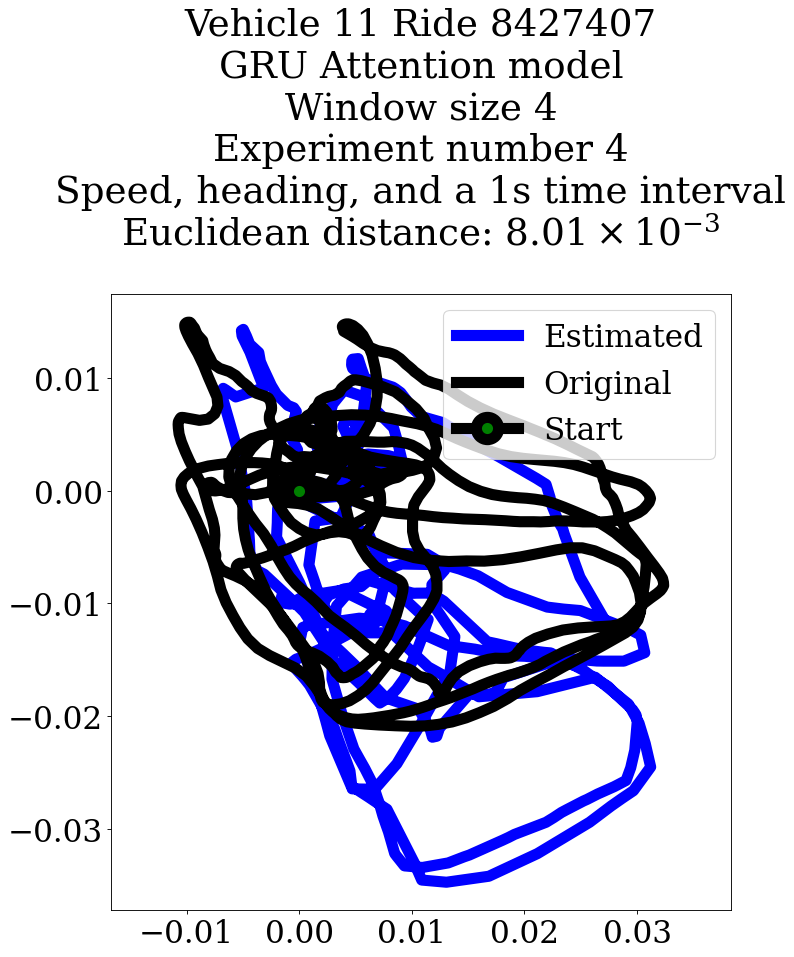 Vehicle 11 Ride 8427407
GRU Attention model
Window size 4
Experiment number 4
Speed, heading, and a 1s time interval
Euclidean distance: 8.01 × 10⁻³
Estimated
Original
Start
0.01
0.00
−0.01
−0.02
−0.03
−0.01 0.00 0.01 0.02 0.03